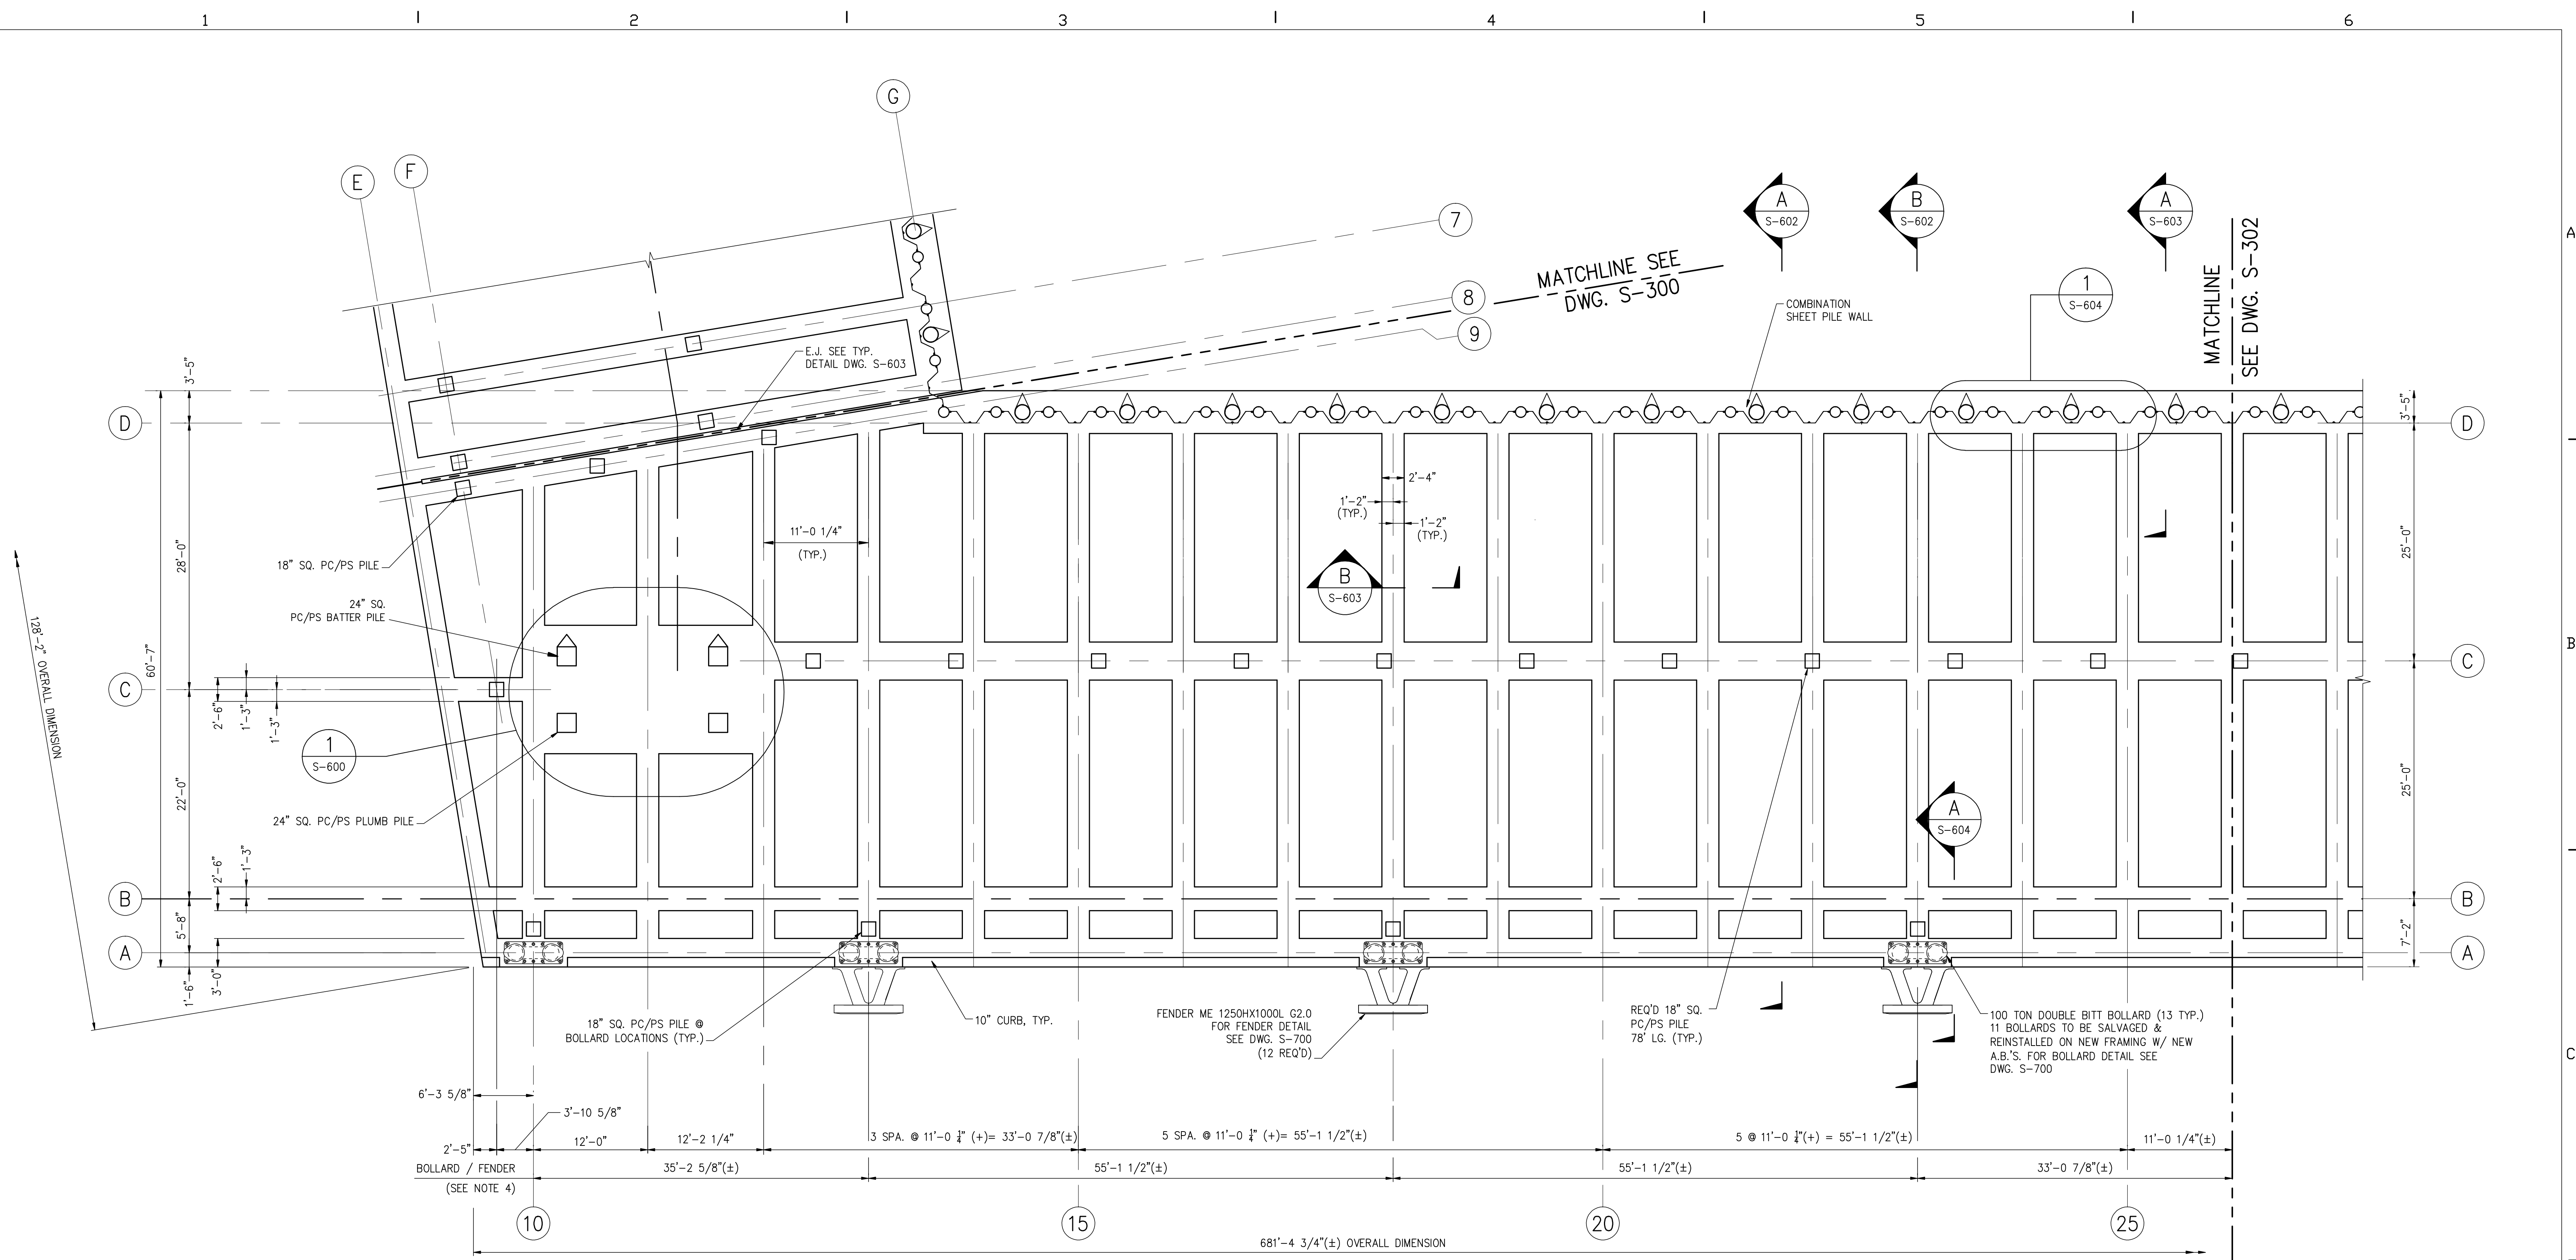 1
2
3
4
5
6
G
E
F
7
8
9
A
S-602
B
S-602
A
S-603
MATCHLINE
SEE DWG. S-302
A
MATCHLINE SEE
DWG. S-300
1
S-604
COMBINATION
SHEET PILE WALL
E.J. SEE TYP.
DETAIL DWG. S-603
3'-5"
3'-5"
D
D
2'-4"
1'-2"
(TYP.)
1'-2"
(TYP.)
11'-0 1/4"
(TYP.)
18" SQ. PC/PS PILE
28'-0"
25'-0"
B
S-603
24" SQ.
PC/PS BATTER PILE
128'-2" OVERALL DIMENSION
60'-7"
B
C
C
2'-6"
1'-3"
1'-3"
1
S-600
22'-0"
25'-0"
24" SQ. PC/PS PLUMB PILE
A
S-604
2'-6"
1'-3"
B
B
5'-8"
7'-2"
A
A
1'-6"
3'-0"
18" SQ. PC/PS PILE @
BOLLARD LOCATIONS (TYP.)
10" CURB, TYP.
FENDER ME 1250HX1000L G2.0
FOR FENDER DETAIL
SEE DWG. S-700
(12 REQ'D)
REQ'D 18" SQ.
PC/PS PILE
78' LG. (TYP.)
100 TON DOUBLE BITT BOLLARD (13 TYP.)
11 BOLLARDS TO BE SALVAGED &
REINSTALLED ON NEW FRAMING W/ NEW
A.B.'S. FOR BOLLARD DETAIL SEE
DWG. S-700
C
6'-3 5/8"
3'-10 5/8"
2'-5"
12'-0"
12'-2 1/4"
3 SPA. @ 11'-0 1/4" (+)= 33'-0 7/8"(±)
5 SPA. @ 11'-0 1/4" (+)= 55'-1 1/2"(±)
5 @ 11'-0 1/4"(+) = 55'-1 1/2"(±)
11'-0 1/4"(±)
BOLLARD / FENDER
(SEE NOTE 4)
35'-2 5/8"(±)
55'-1 1/2"(±)
55'-1 1/2"(±)
33'-0 7/8"(±)
10
15
20
25
681'-4 3/4"(±) OVERALL DIMENSION